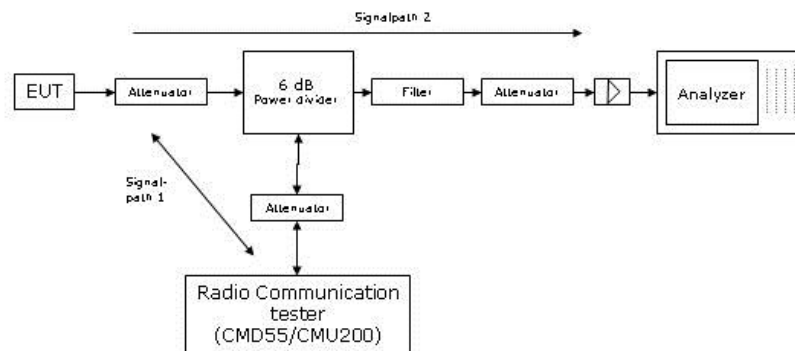 Signalpath 2
EUT
Attenuator
6 dB
Power divider
Filter
Attenuator
Analyzer
Signal-
path 1
Attenuator
Radio Communication
tester
(CMD55/CMU200)